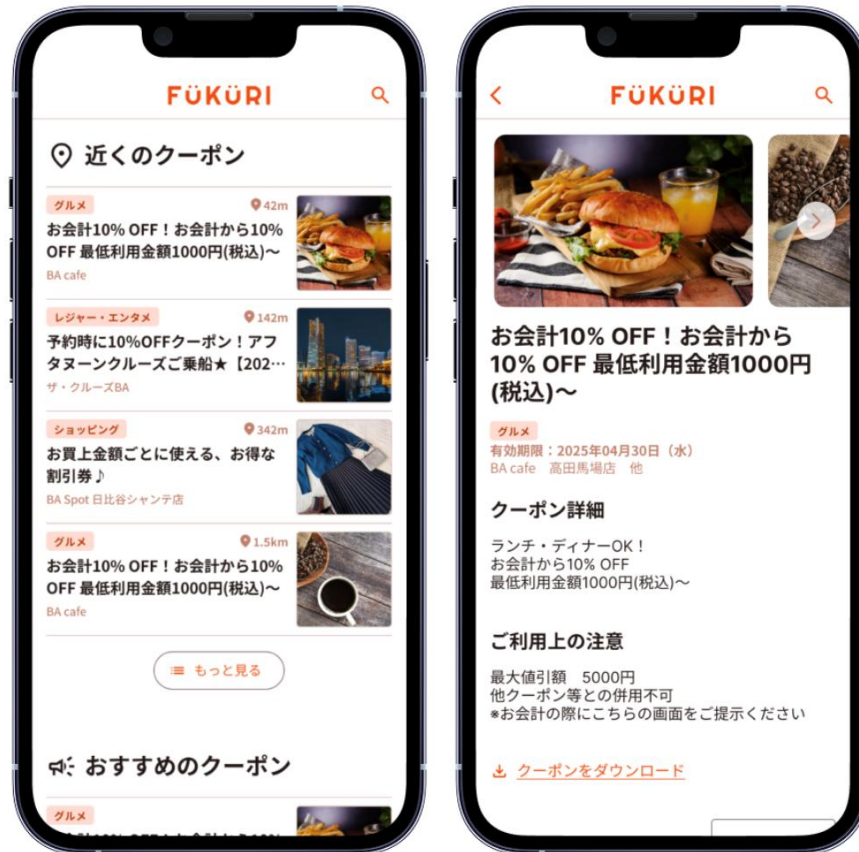 FÜKÜRI
近くのクーポン
グルメ
42m
お会計10% OFF！お会計から10%
OFF 最低利用金額1000円(税込)〜
BA cafe
レジャー・エンタメ
142m
予約時に10%OFFクーポン！アフ
タヌーンクルーズご乗船★【202…
ザ・クルーズBA
ショッピング
342m
お買上金額ごとに使える、お得な
割引券♪
BA Spot 日比谷シャンテ店
グルメ
1.5km
お会計10% OFF！お会計から10%
OFF 最低利用金額1000円(税込)〜
BA cafe
もっと見る
おすすめのクーポン
グルメ
FÜKÜRI
お会計10% OFF！お会計から
10% OFF 最低利用金額1000円
(税込)〜
グルメ
有効期限：2025年04月30日（水）
BA cafe　高田馬場店　他
クーポン詳細
ランチ・ディナーOK！
お会計から10% OFF
最低利用金額1000円(税込)〜
ご利用上の注意
最大値引額　5000円
他クーポン等との併用不可
※お会計の際にこちらの画面をご提示ください
クーポンをダウンロード